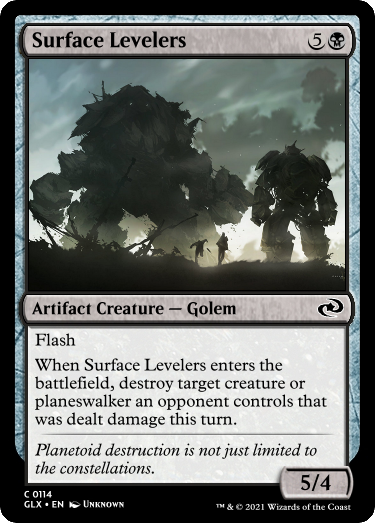 Surface Levelers 5
Artifact Creature — Golem
Flash
When Surface Levelers enters the
battlefield, destroy target creature or
planeswalker an opponent controls that
was dealt damage this turn.
Planetoid destruction is not just limited to
the constellations.
5/4
C 0114
GLX • EN Unknown
™ & © 2021 Wizards of the Coast